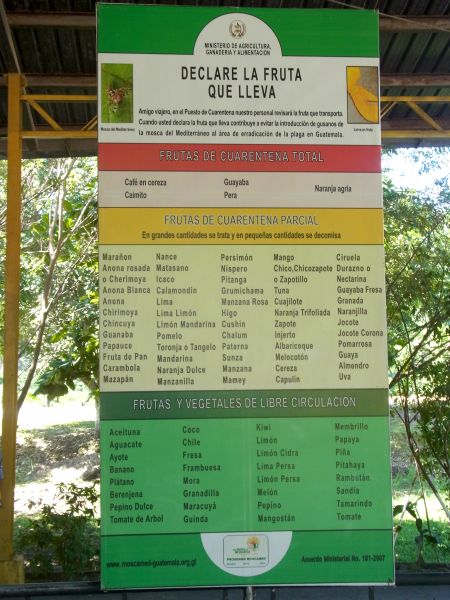 MINISTERIO DE AGRICULTURA,
GANADERIA Y ALIMENTACION
DECLARE LA FRUTA
QUE LLEVA
Mosca del Mediterráneo
Larva en fruta
Amigo viajero, en el Puesto de Cuarentena nuestro personal revisará la fruta que transporta.
Cuando usted declara la fruta que lleva contribuye a evitar la introducción de gusanos de
la mosca del Mediterráneo al área de erradicación de la plaga en Guatemala.
FRUTAS DE CUARENTENA TOTAL
Café en cereza
Caimito
Guayaba
Pera
Naranja agria
FRUTAS DE CUARENTENA PARCIAL
En grandes cantidades se trata y en pequeñas cantidades se decomisa
Marañon
Anona rosada
o Cherimoya
Anona Blanca
Anona
Chirimoya
Chincuya
Guanaba
Papauce
Fruta de Pan
Carambola
Mazapán
Nance
Matasano
Icaco
Calamondin
Lima
Lima Limón
Limón Mandarina
Pomelo
Toronja o Tangelo
Mandarina
Naranja Dulce
Manzanilla
Persimón
Níspero
Pitanga
Grumichama
Manzana Rosa
Higo
Cushin
Chalum
Paterna
Sunza
Manzana
Mamey
Mango
Chico,Chicozapote
o Zapotillo
Tuna
Cuajilote
Naranja Trifoliada
Zapote
Injerto
Albaricoque
Melocotón
Cereza
Capulin
Ciruela
Durazno o
Nectarina
Guayaba Fresa
Granada
Naranjilla
Jocote
Jocote Corona
Pomarrosa
Guaya
Almendro
Uva
FRUTAS Y VEGETALES DE LIBRE CIRCULACION
Aceituna
Aguacate
Ayote
Banano
Plátano
Berenjena
Pepino Dulce
Tomate de Arbol
Coco
Chile
Fresa
Frambuesa
Mora
Granadilla
Maracuyá
Guinda
Kiwi
Limón
Limón Cidra
Lima Persa
Limón Persa
Melón
Pepino
Mangostán
Membrillo
Papaya
Piña
Pitahaya
Rambután
Sandía
Tamarindo
Tomate
www.moscamed-guatemala.org.gt
PROGRAMA MOSCAMED
Acuerdo Ministerial No. 191-2007